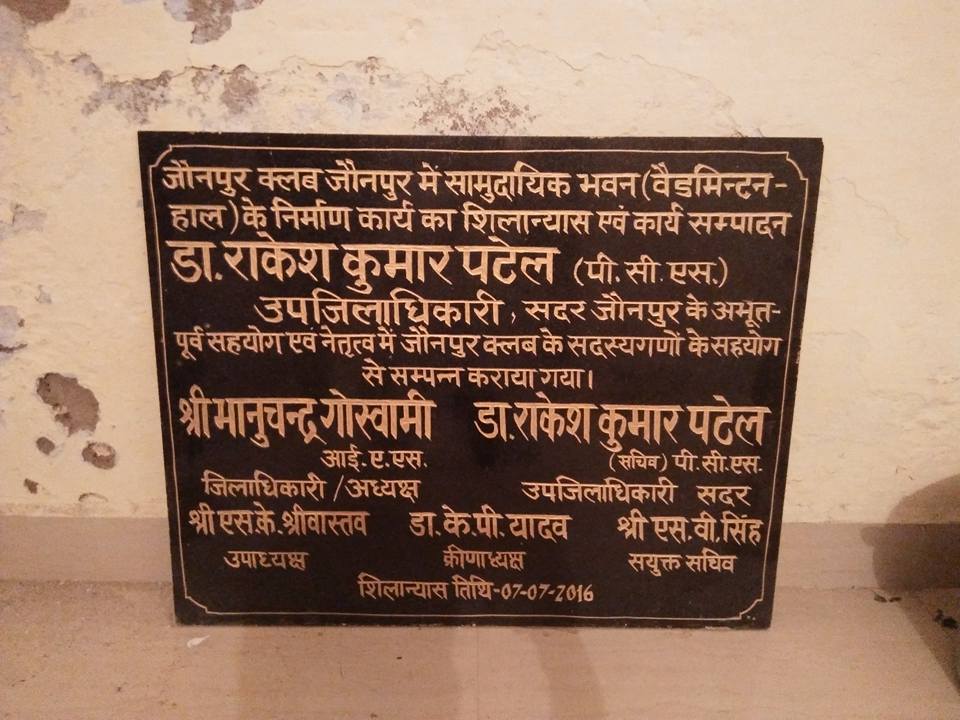 जौनपुर क्लब जौनपुर में सामुदायिक भवन (वैडमिन्टन-
हाल) के निर्माण कार्य का शिलान्यास एवं कार्य सम्पादन
डा. राकेश कुमार पटेल (पी. सी. एस.)
उपजिलाधिकारी, सदर जौनपुर के अभूत-
पूर्व सहयोग एवं नेतृत्व में जौनपुर क्लब के सदस्यगणों के सहयोग
से सम्पन्न कराया गया।
श्री भानुचन्द्र गोस्वामी डा. राकेश कुमार पटेल
आई. ए. एस. (सचिव) पी. सी. एस.
जिलाधिकारी / अध्यक्ष उपजिलाधिकारी सदर
श्री एस. के. श्रीवास्तव डा. के. पी. यादव श्री एस. वी. सिंह
उपाध्यक्ष क्रीणाध्यक्ष सयुक्त सचिव
शिलान्यास तिथि-07-07-2016